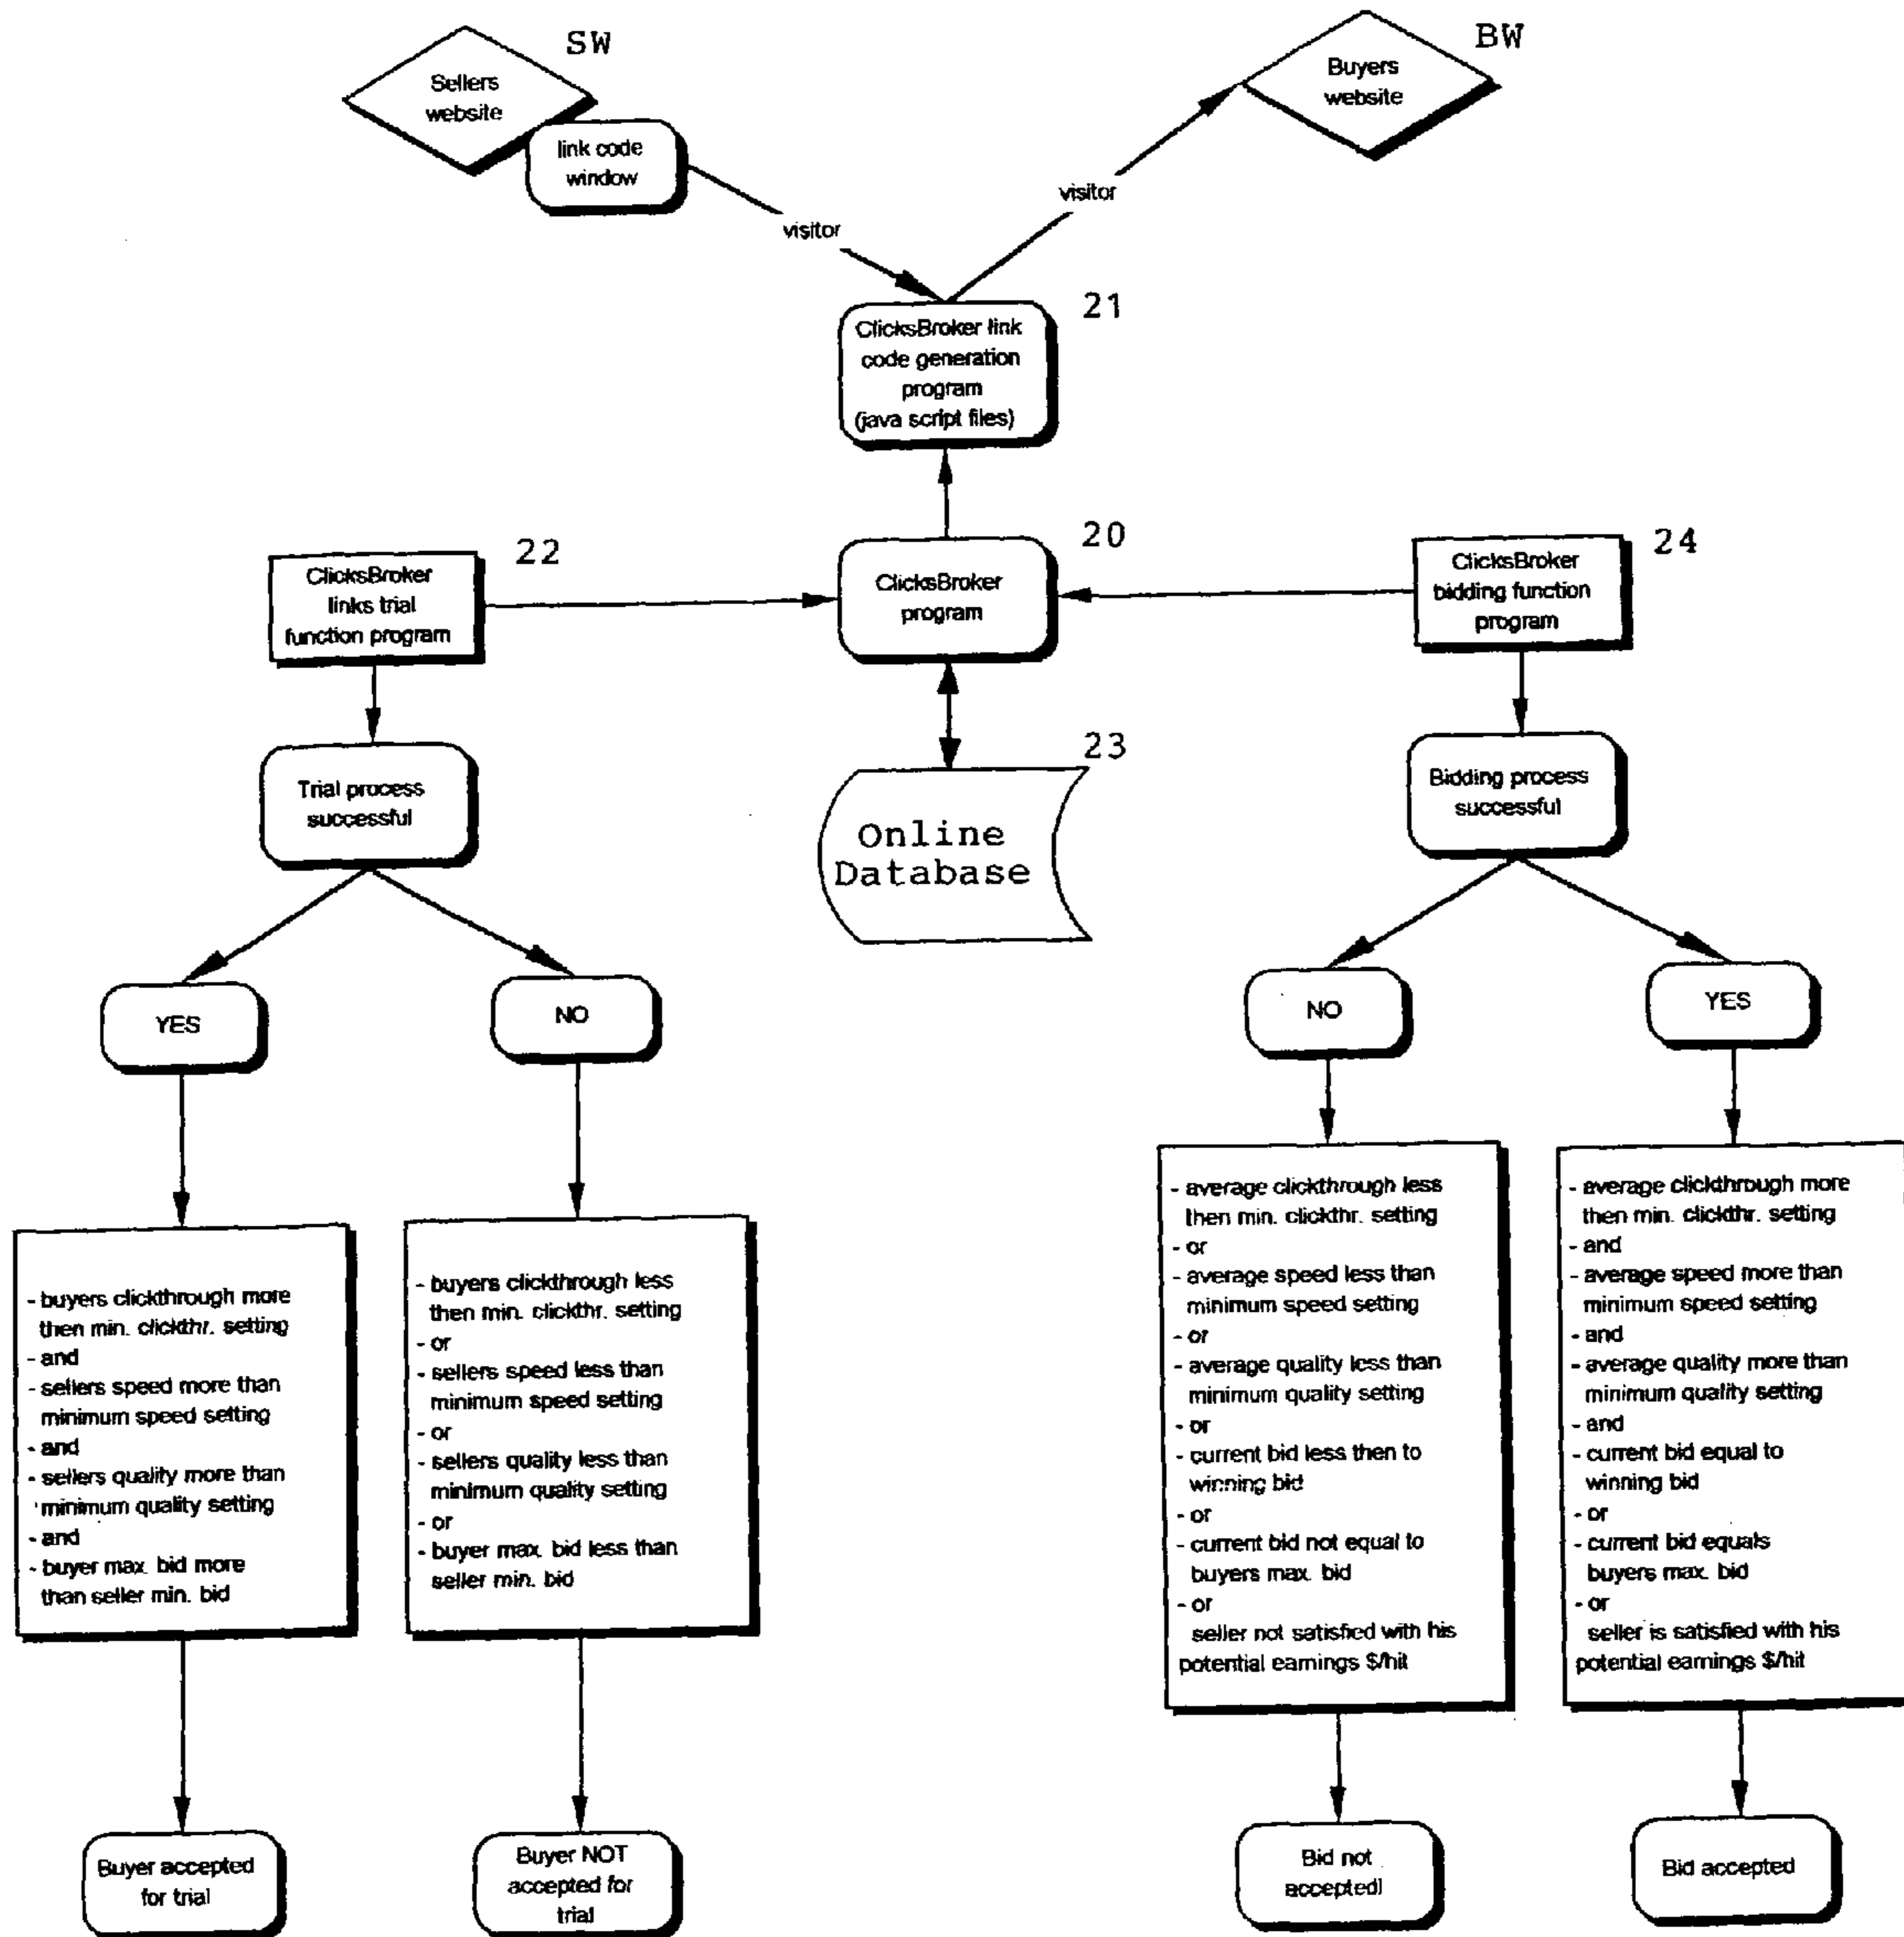 SW
Sellers
website
link code
window
visitor
BW
Buyers
website
visitor
21
ClicksBroker link
code generation
program
(java script files)
22
ClicksBroker
links trial
function program
20
ClicksBroker
program
24
ClicksBroker
bidding function
program
Trial process
successful
23
Online
Database
Bidding process
successful
YES
NO
NO
YES
- buyers clickthrough more
then min. clickthr. setting
- and
- sellers speed more than
minimum speed setting
- and
- sellers quality more than
minimum quality setting
- and
- buyer max. bid more
than seller min. bid
- buyers clickthrough less
then min. clickthr. setting
- or
- sellers speed less than
minimum speed setting
- or
- sellers quality less than
minimum quality setting
- or
- buyer max. bid less than
seller min. bid
- average clickthrough less
then min. clickthr. setting
- or
- average speed less than
minimum speed setting
- or
- average quality less than
minimum quality setting
- or
- current bid less then to
winning bid
- or
- current bid not equal to
buyers max. bid
- or
seller not satisfied with his
potential earnings $/hit
- average clickthrough more
then min. clickthr. setting
- and
- average speed more than
minimum speed setting
- and
- average quality more than
minimum quality setting
- and
- current bid equal to
winning bid
- or
- current bid equals
buyers max. bid
- or
seller is satisfied with his
potential earnings $/hit
Buyer accepted
for trial
Buyer NOT
accepted for
trial
Bid not
accepted!
Bid accepted